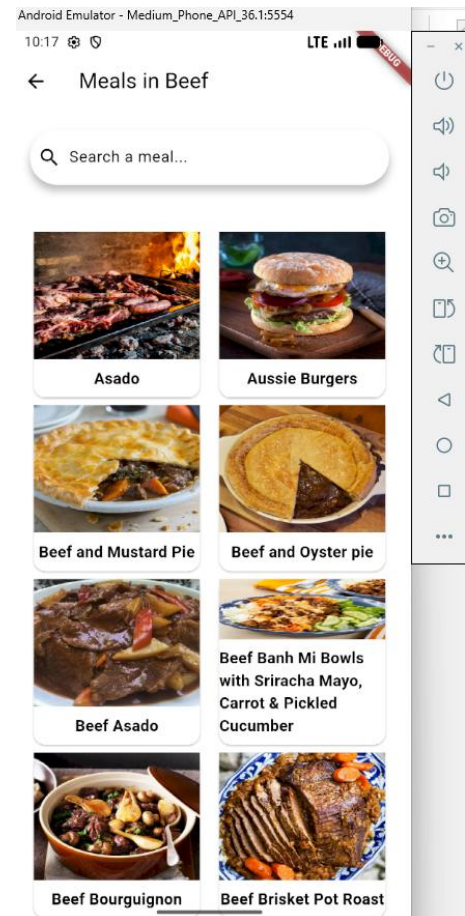 Android Emulator - Medium_Phone_API_36.1:5554
10:17
LTE
DEBUG
Meals in Beef
Search a meal...
Asado
Aussie Burgers
Beef and Mustard Pie
Beef and Oyster pie
Beef Asado
Beef Banh Mi Bowls
with Sriracha Mayo,
Carrot & Pickled
Cucumber
Beef Bourguignon
Beef Brisket Pot Roast